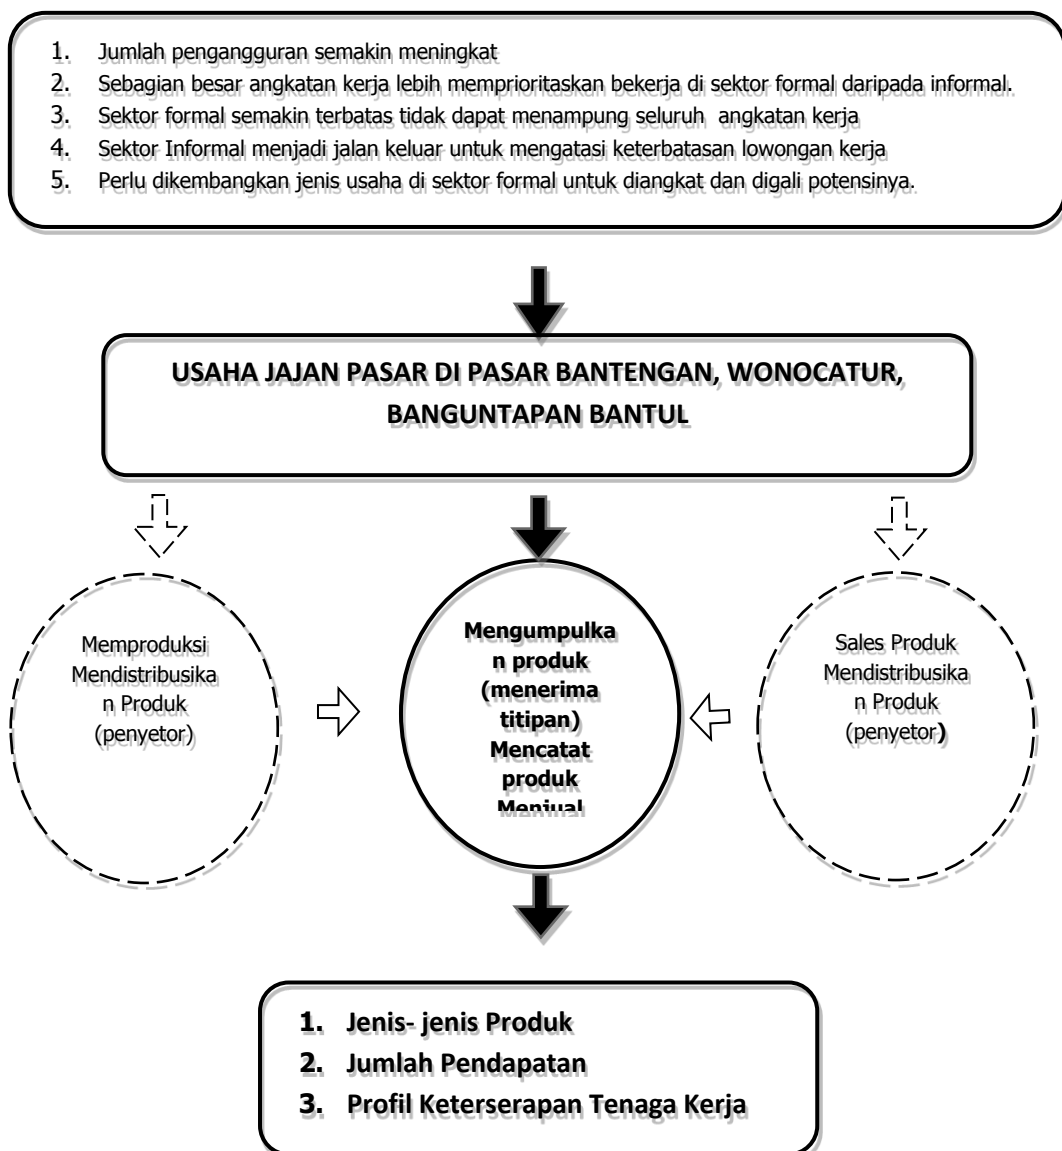 1. Jumlah pengangguran semakin meningkat
2. Sebagian besar angkatan kerja lebih memprioritaskan bekerja di sektor formal daripada informal.
3. Sektor formal semakin terbatas tidak dapat menampung seluruh angkatan kerja
4. Sektor Informal menjadi jalan keluar untuk mengatasi keterbatasan lowongan kerja
5. Perlu dikembangkan jenis usaha di sektor formal untuk diangkat dan digali potensinya.
USAHA JAJAN PASAR DI PASAR BANTENGAN, WONOCATUR,
BANGUNTAPAN BANTUL
Memproduksi
Mendistribusika
n Produk
(penyetor)
Mengumpulka
n produk
(menerima
titipan)
Mencatat
produk
Menjual
Sales Produk
Mendistribusika
n Produk
(penyetor)
1. Jenis- jenis Produk
2. Jumlah Pendapatan
3. Profil Keterserapan Tenaga Kerja